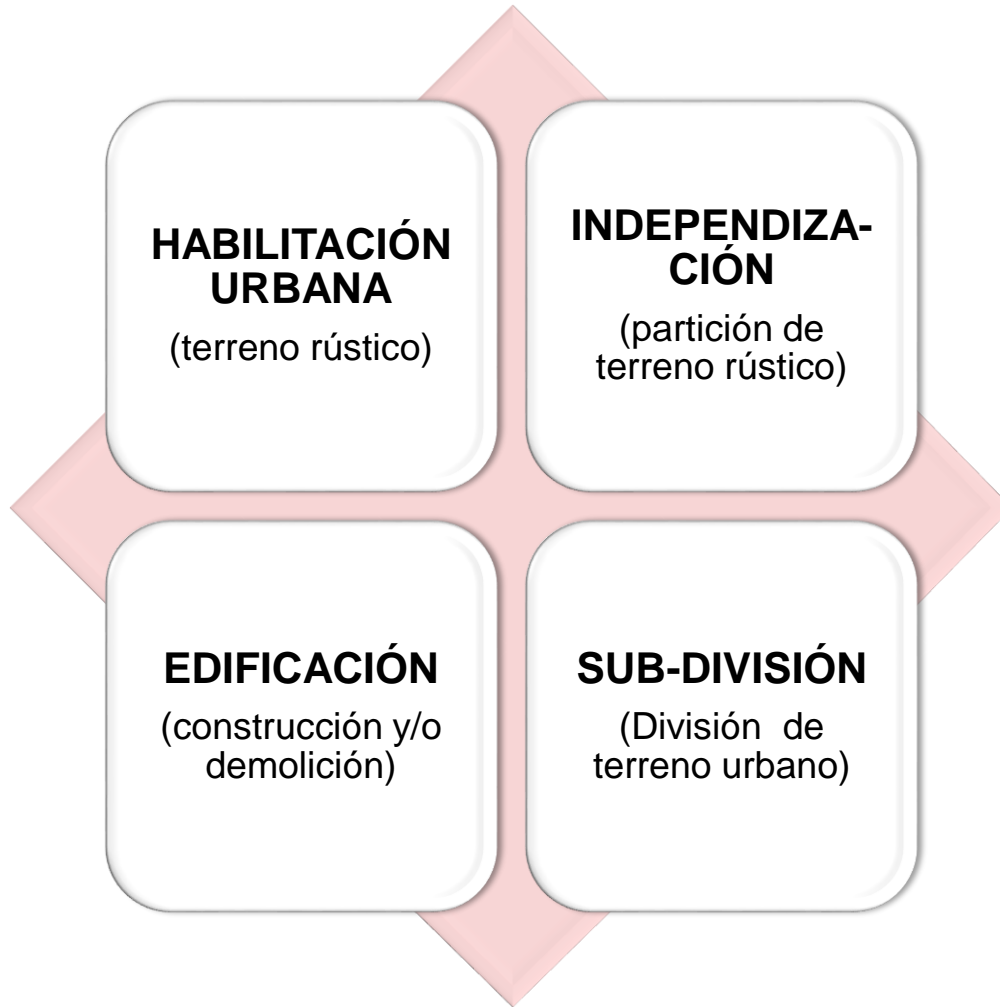 HABILITACIÓN
URBANA
(terreno rústico)
INDEPENDIZA-
CIÓN
(partición de
terreno rústico)
EDIFICACIÓN
(construcción y/o
demolición)
SUB-DIVISIÓN
(División de
terreno urbano)